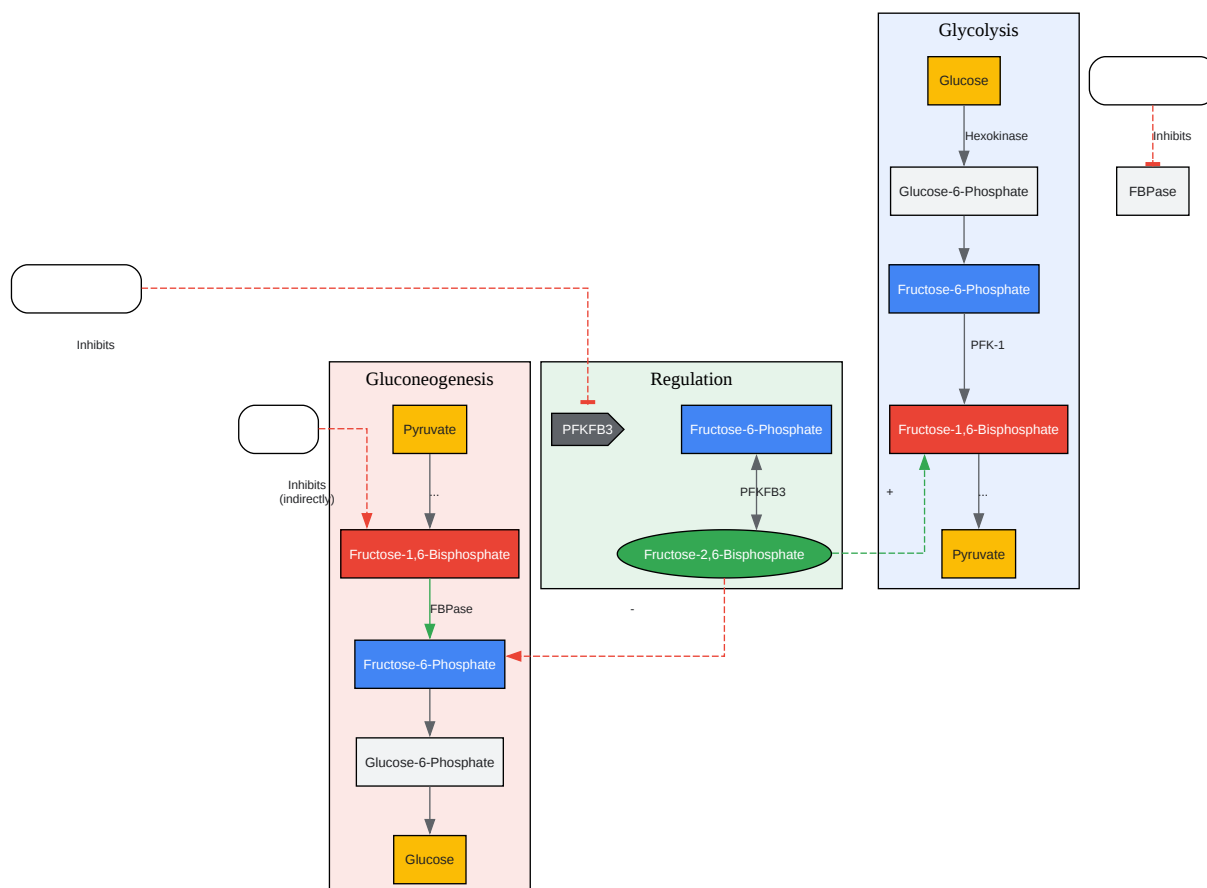 Glycolysis
Glucose
Hexokinase
Inhibits
Glucose-6-Phosphate
FBPase
Fructose-6-Phosphate
PFK-1
Inhibits
Gluconeogenesis
Regulation
Pyruvate
PFKFB3
Fructose-6-Phosphate
Fructose-1,6-Bisphosphate
Inhibits
(indirectly)
...
PFKFB3
+
...
Fructose-1,6-Bisphosphate
Fructose-2,6-Bisphosphate
Pyruvate
FBPase
-
Fructose-6-Phosphate
Glucose-6-Phosphate
Glucose